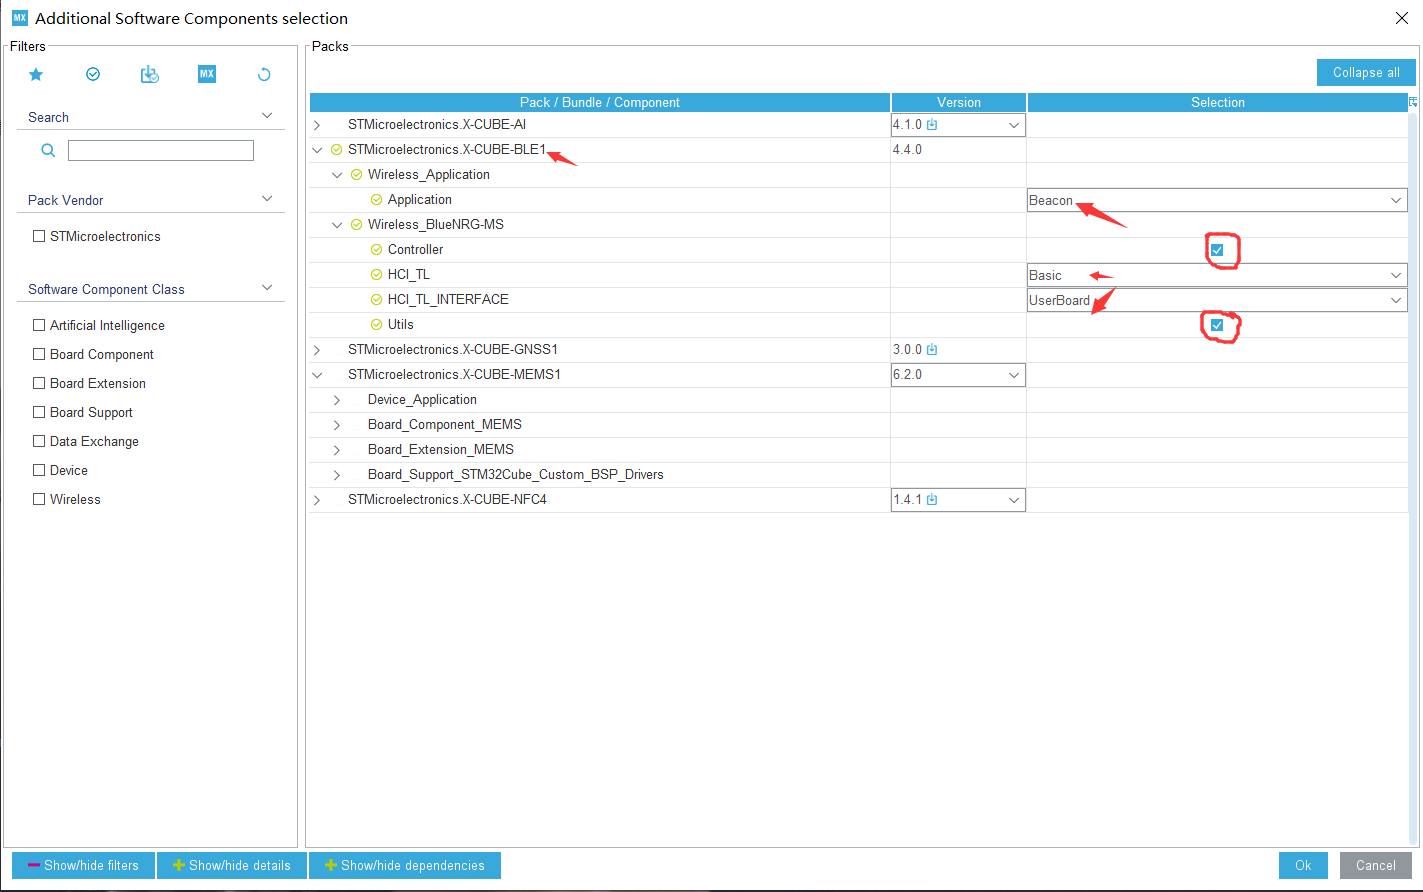 MX Additional Software Components selection
Filters
Packs
MX
Collapse all
Search
Pack Vendor
STMicroelectronics
Software Component Class
Artificial Intelligence
Board Component
Board Extension
Board Support
Data Exchange
Device
Wireless
Pack / Bundle / Component Version Selection
STMicroelectronics.X-CUBE-AI 4.1.0
STMicroelectronics.X-CUBE-BLE1 4.4.0
Wireless_Application
Application Beacon
Wireless_BlueNRG-MS
Controller
HCI_TL Basic
HCI_TL_INTERFACE UserBoard
Utils
STMicroelectronics.X-CUBE-GNSS1 3.0.0
STMicroelectronics.X-CUBE-MEMS1 6.2.0
Device_Application
Board_Component_MEMS
Board_Extension_MEMS
Board_Support_STM32Cube_Custom_BSP_Drivers
STMicroelectronics.X-CUBE-NFC4 1.4.1
Show/hide filters Show/hide details Show/hide dependencies Ok Cancel